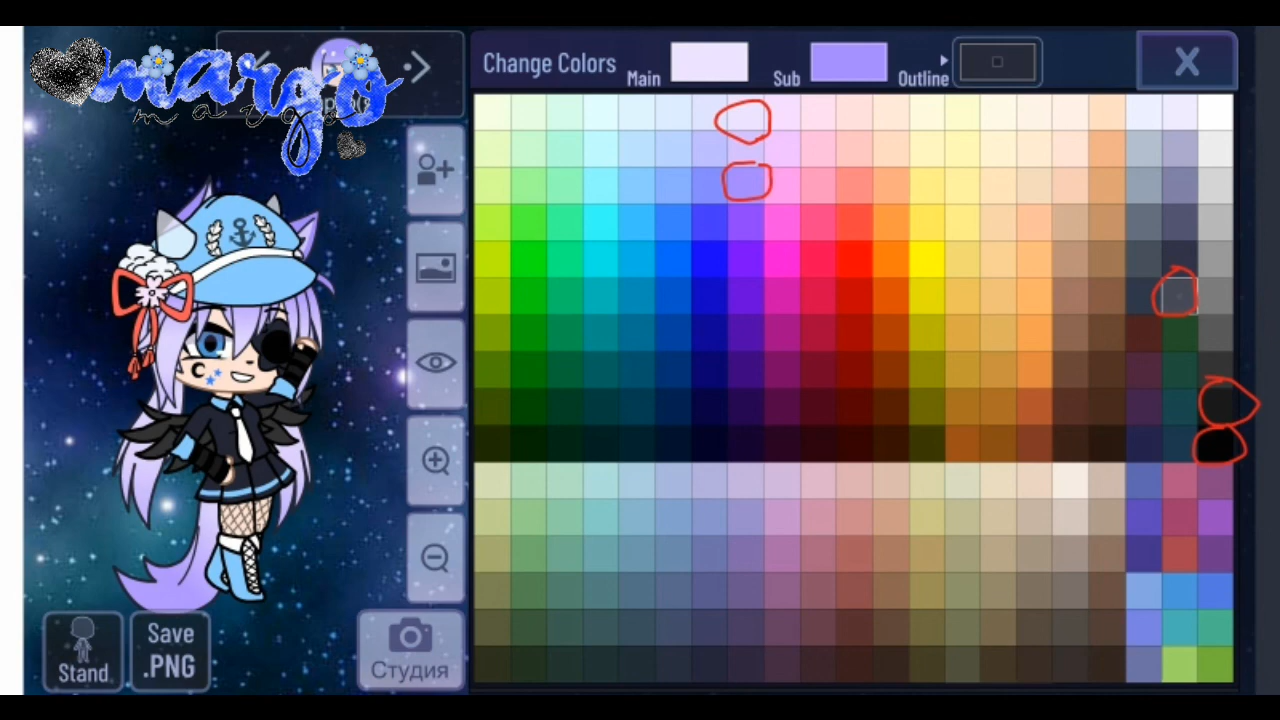 margo
Change Colors
Main
Sub
Outline
X
Stand
Save
.PNG
Студия